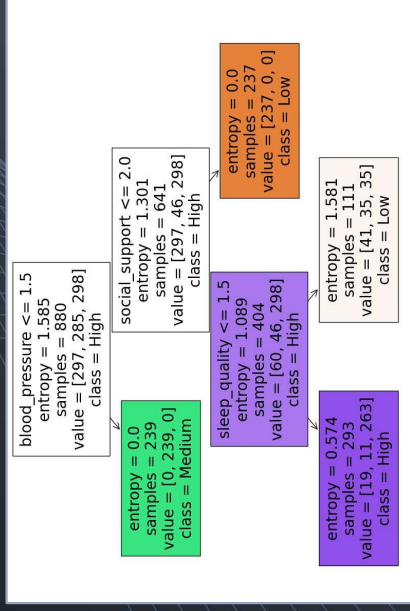 blood_pressure <= 1.5
entropy = 1.585
samples = 880
value = [297, 285, 298]
class = High
entropy = 0.0
samples = 239
value = [0, 239, 0]
class = Medium
social_support <= 2.0
entropy = 1.301
samples = 641
value = [297, 46, 298]
class = High
sleep_quality <= 1.5
entropy = 1.089
samples = 404
value = [60, 46, 298]
class = High
entropy = 0.0
samples = 237
value = [237, 0, 0]
class = Low
entropy = 0.574
samples = 293
value = [19, 11, 263]
class = High
entropy = 1.581
samples = 111
value = [41, 35, 35]
class = Low